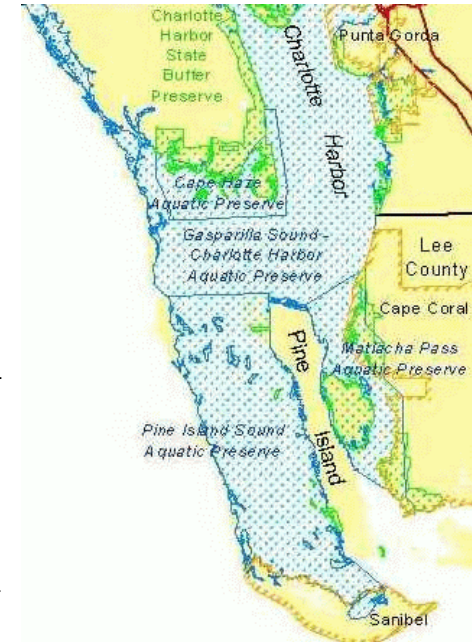 Charlotte
Harbor
State
Buffer
Preserve
Charlotte
Harbor
Punta Gorda
Cape Haze
Aquatic Preserve
Gasparilla Sound -
Charlotte Harbor
Aquatic Preserve
Lee
County
Cape Coral
Matlacha Pass
Aquatic Preserve
Pine
Island
Pine Island Sound
Aquatic Preserve
Sanibel